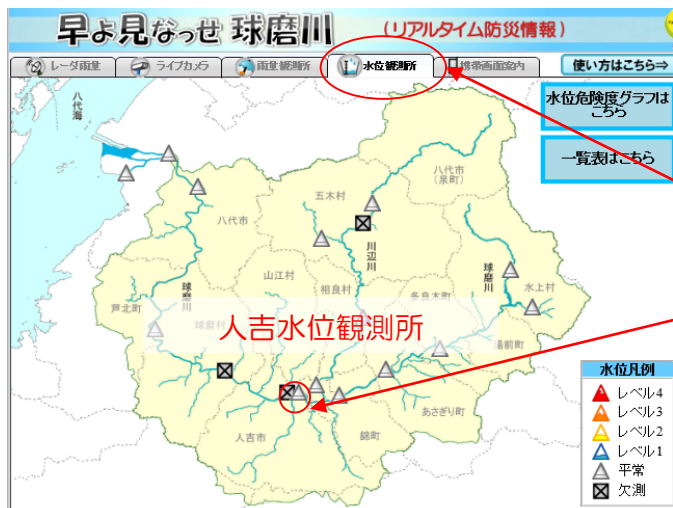 早よ見なっせ 球磨川 (リアルタイム防災情報)
レーダ雨量 ライブカメラ 雨量観測所 水位観測所 携帯画面案内 使い方はこちら⇒
水位危険度グラフは
こちら
一覧表はこちら
八代海
八代市
(泉町)
五木村
八代市
川辺川
山江村
球磨川
相良村
水上村
球磨川
芦北町
多良木町
球磨村
人吉水位観測所
湯前町
あさぎり町
人吉市
錦町
水位凡例
レベル4
レベル3
レベル2
レベル1
平常
欠測